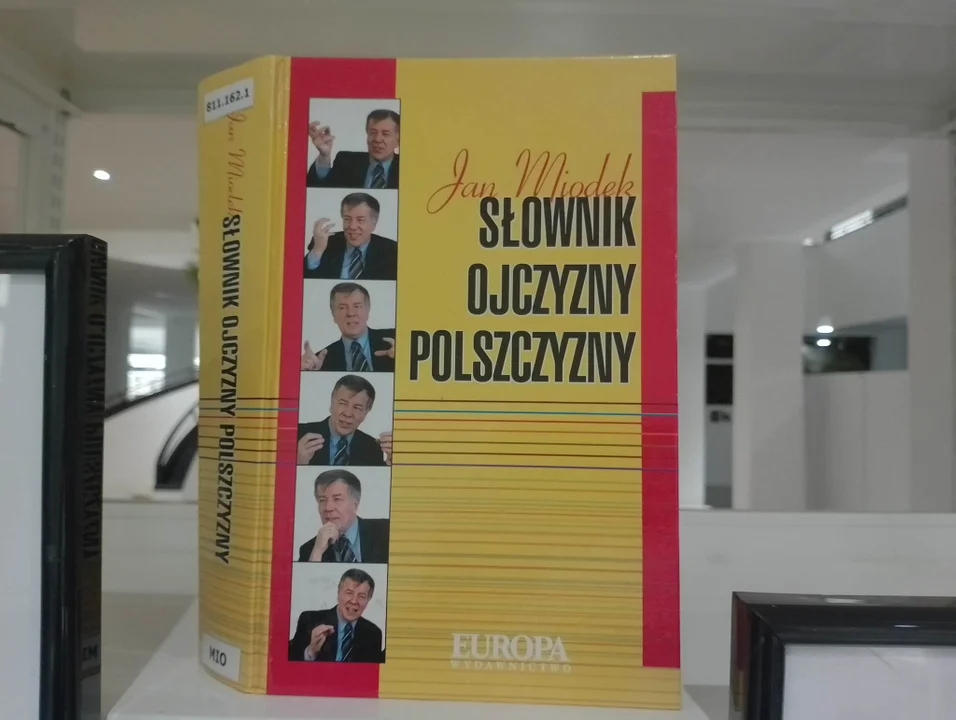 811.162.1
Jan Miodek
SŁOWNIK OJCZYZNY POLSZCZYZNY
MIO
Jan Miodek
SŁOWNIK
OJCZYZNY
POLSZCZYZNY
EUROPA
WYDAWNICTWO